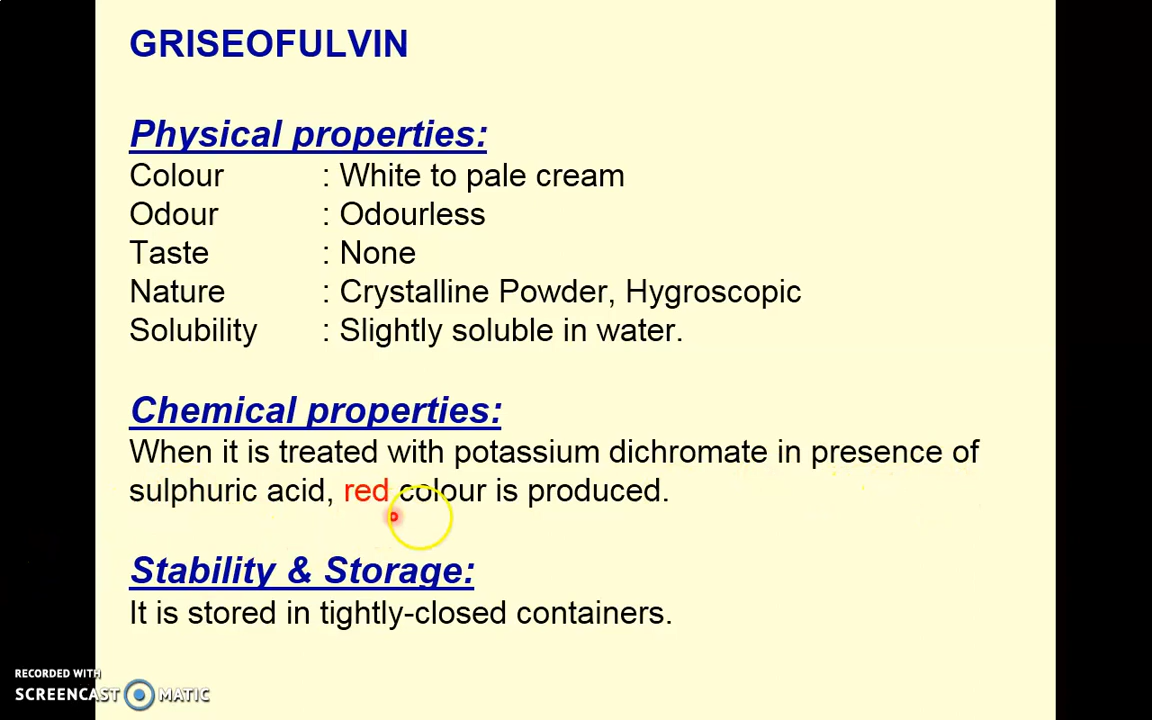 GRISEOFULVIN
Physical properties:
Colour : White to pale cream
Odour : Odourless
Taste : None
Nature : Crystalline Powder, Hygroscopic
Solubility : Slightly soluble in water.
Chemical properties:
When it is treated with potassium dichromate in presence of
sulphuric acid, red colour is produced.
Stability & Storage:
It is stored in tightly-closed containers.
RECORDED WITH
SCREENCAST MATIC